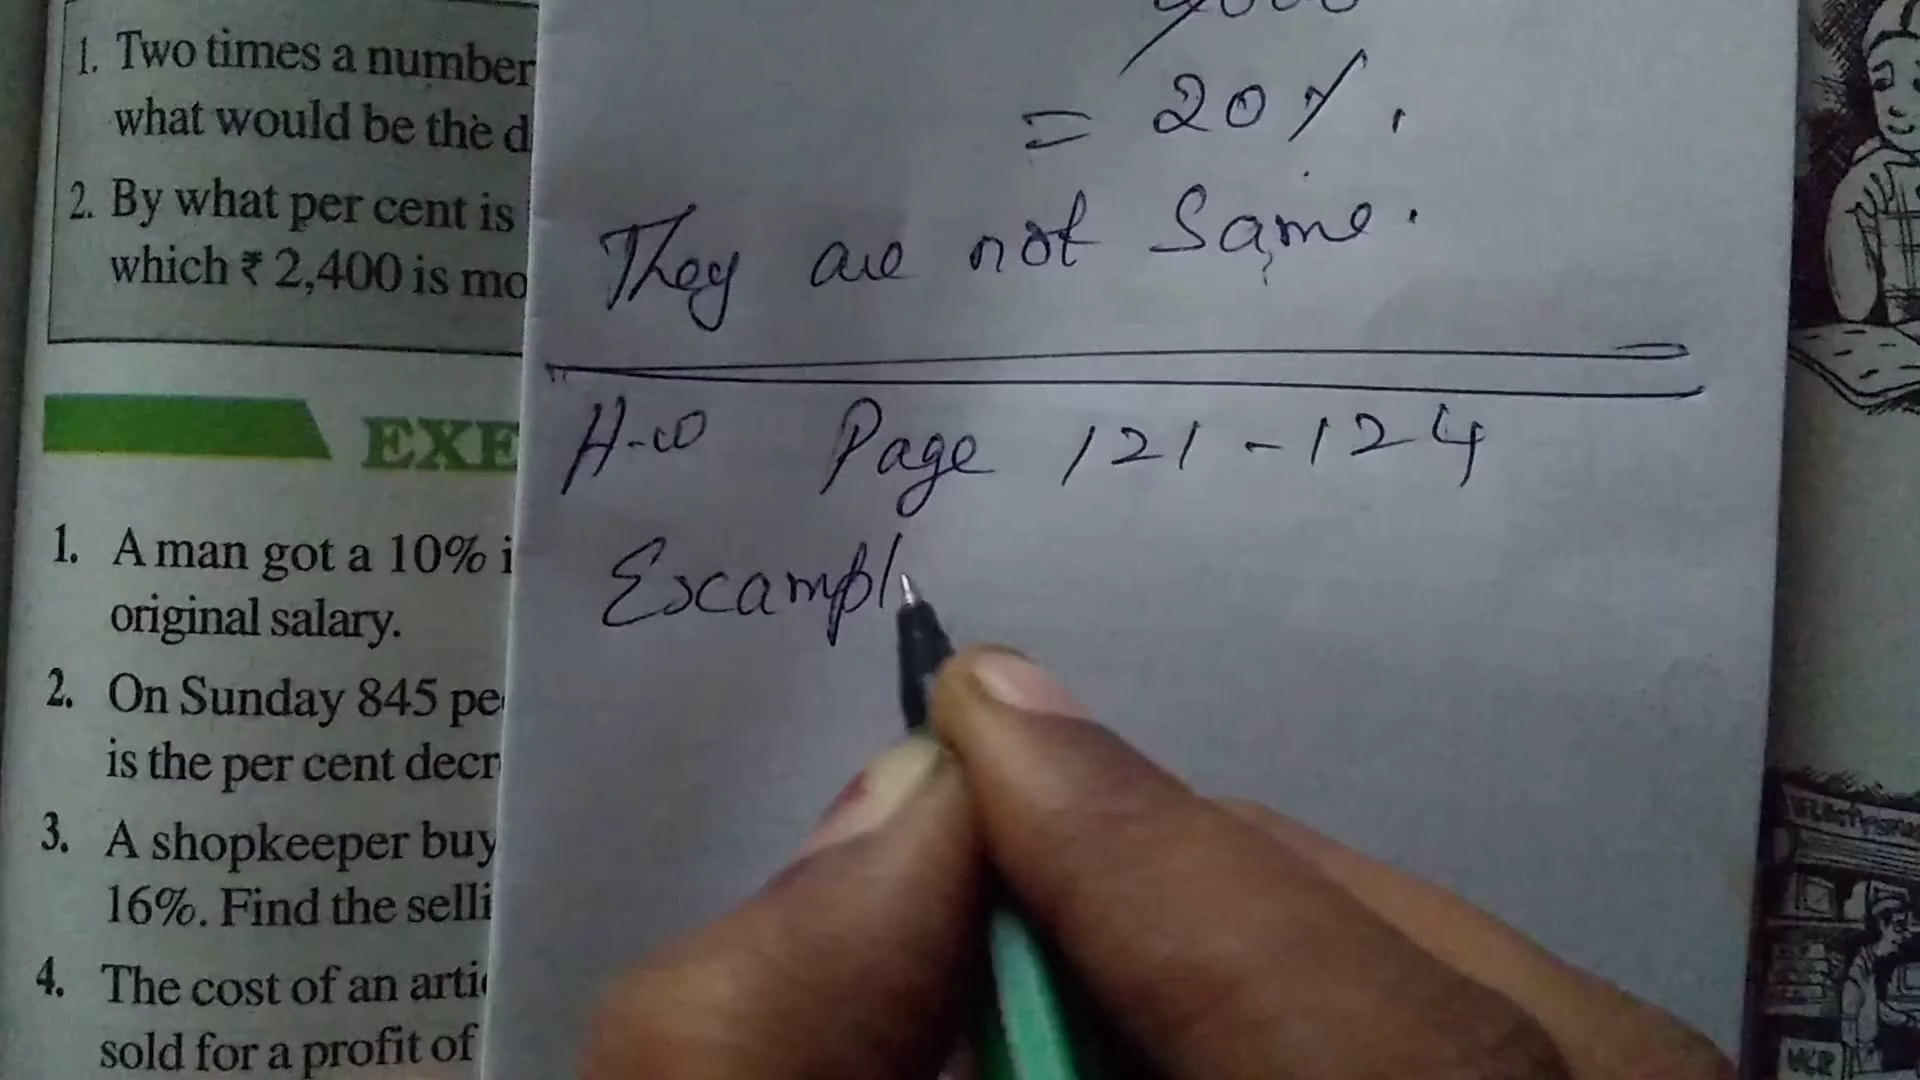 1. Two times a number
what would be the d
2. By what per cent is
which ₹ 2,400 is mo
EXE
1. A man got a 10% i
original salary.
2. On Sunday 845 pe
is the per cent decr
3. A shopkeeper buy
16%. Find the selli
4. The cost of an arti
sold for a profit of
= 20%.
They are not Same.
H-W Page 121-124
Exampl
VCR